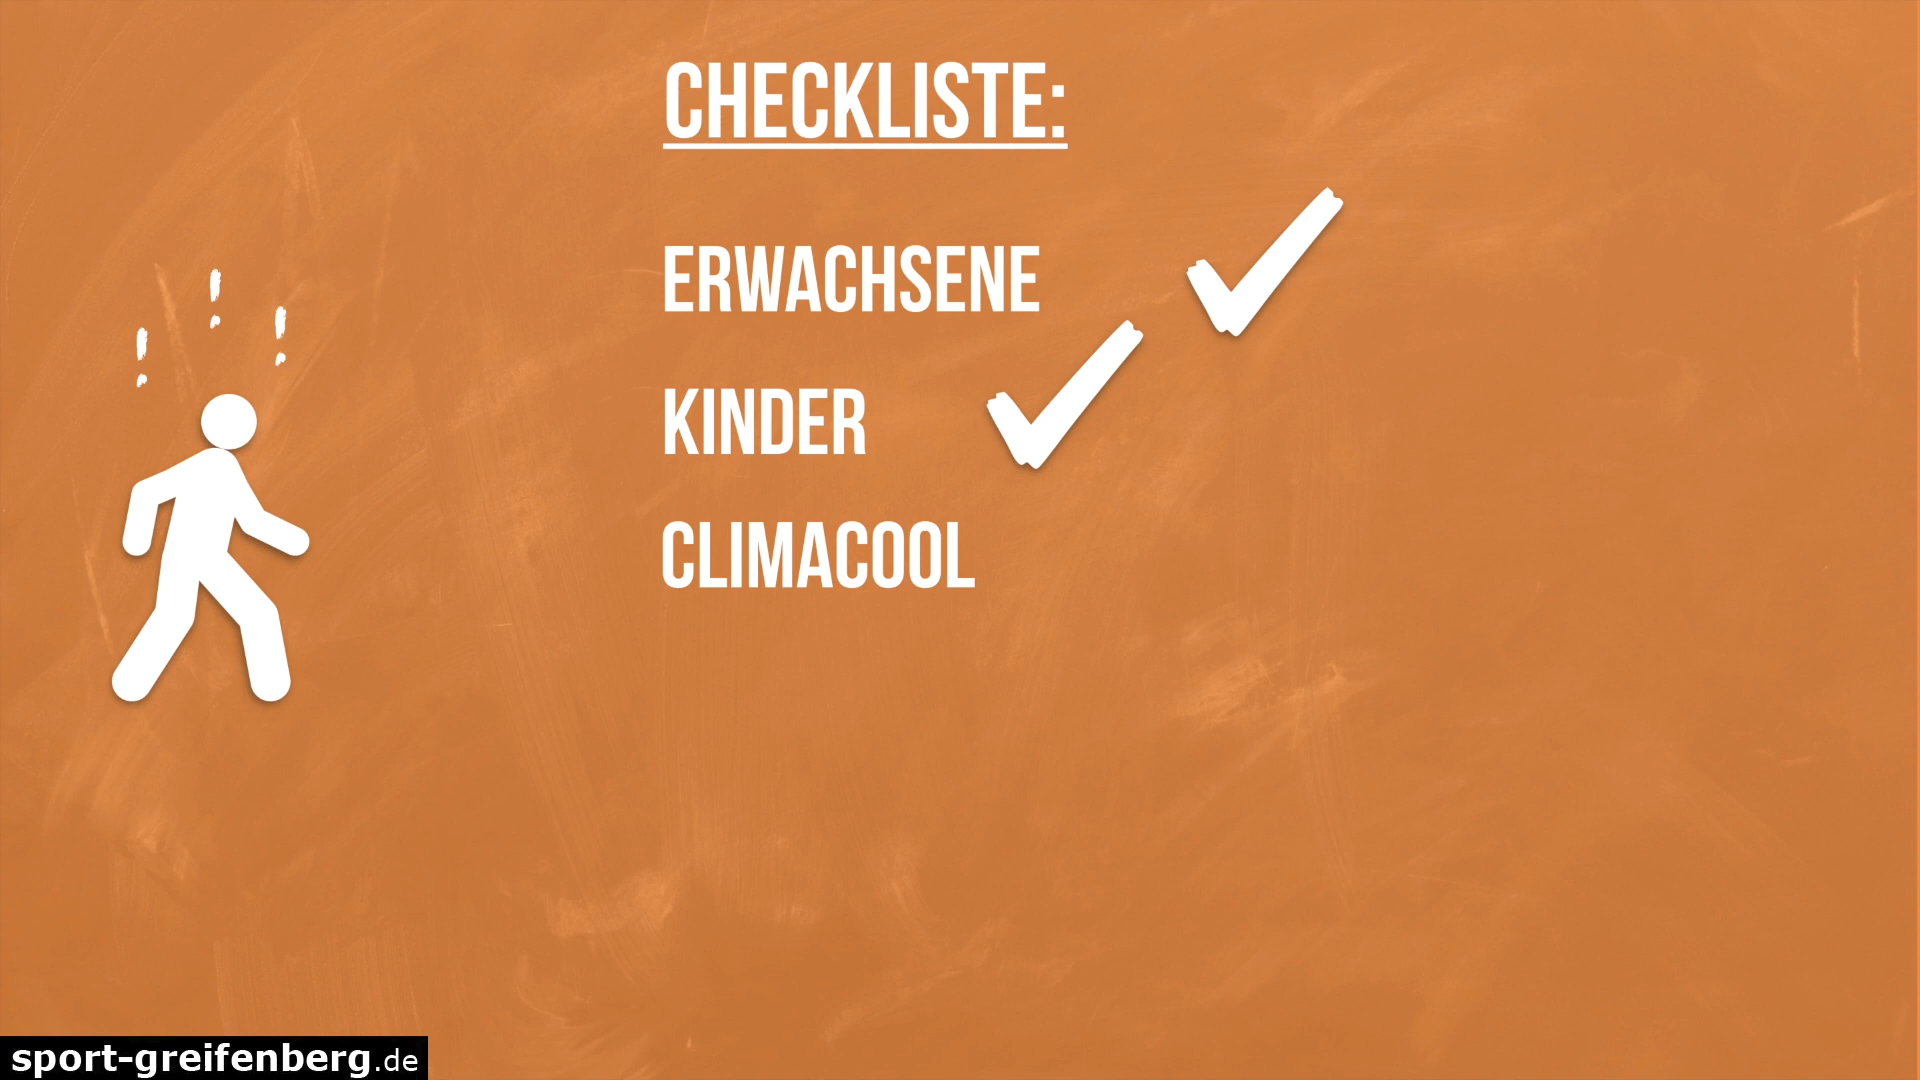 CHECKLISTE:
ERWACHSENE
KINDER
CLIMACOOL
sport-greifenberg.de